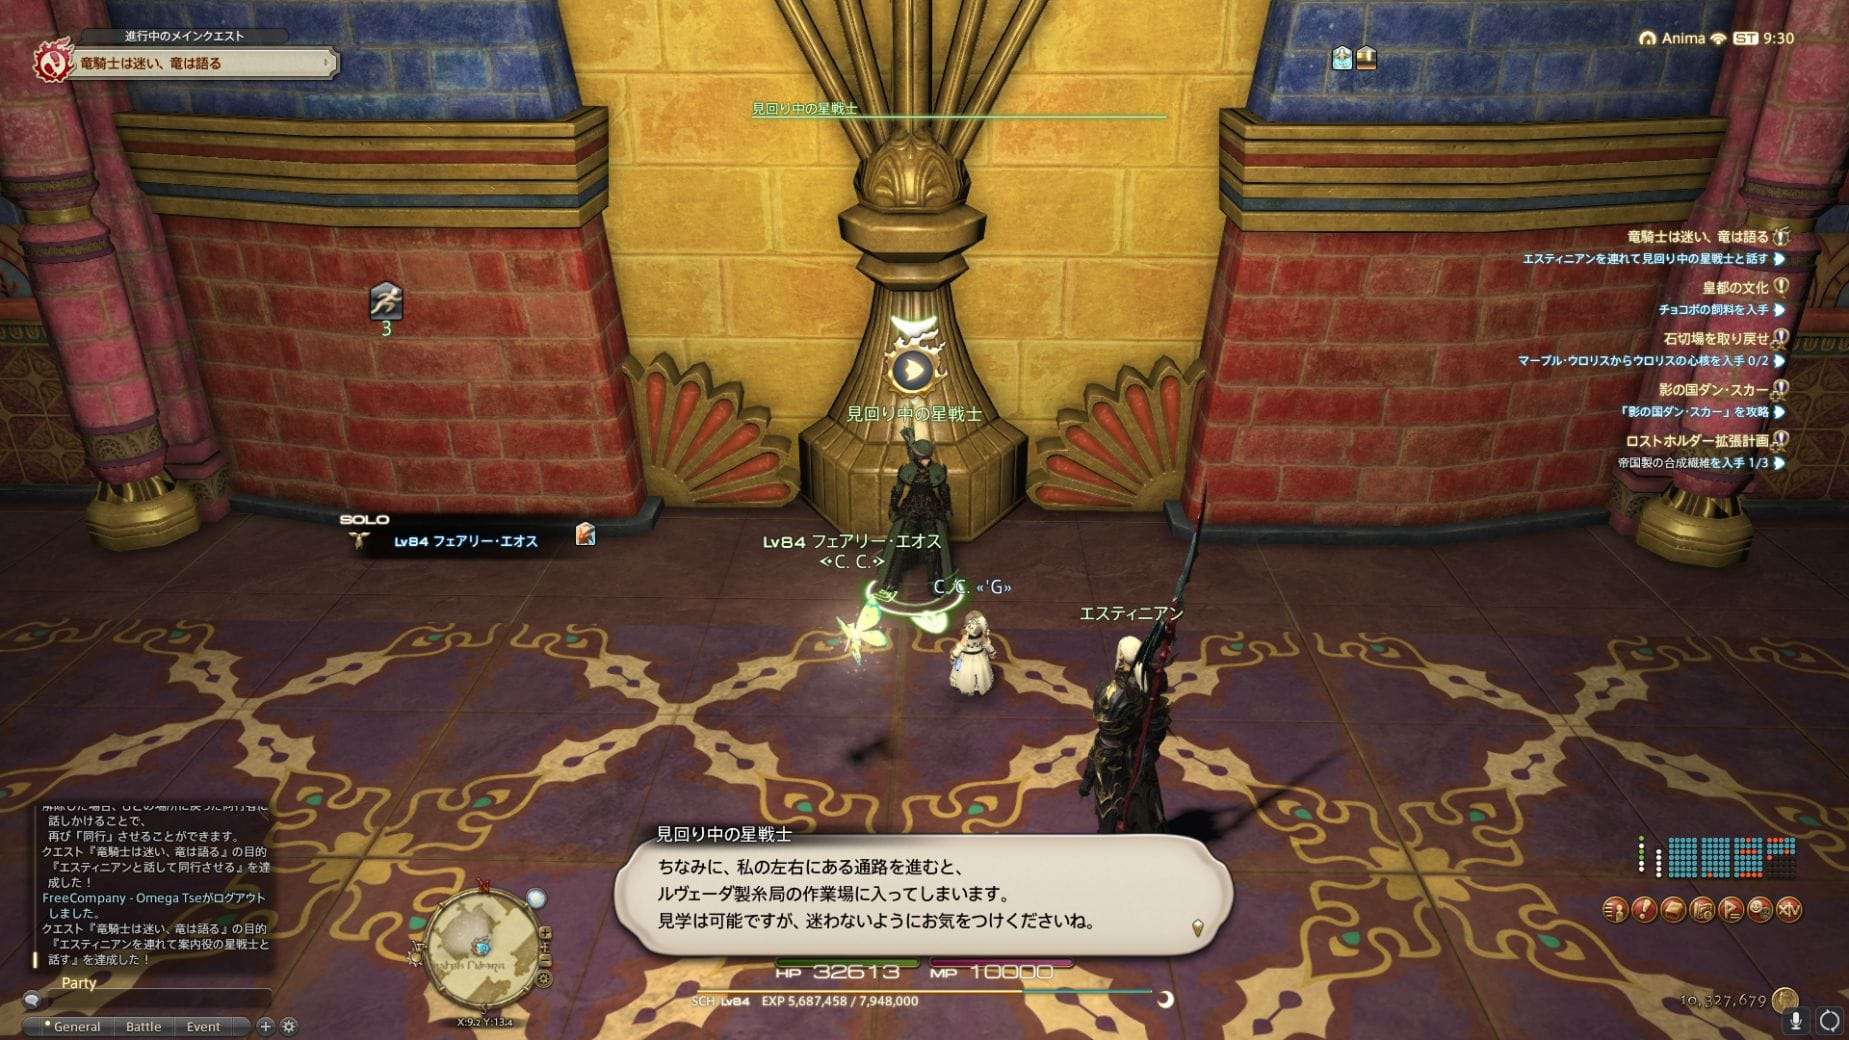 進行中のメインクエスト
竜騎士は迷い、竜は語る
Anima ST 9:30
見回り中の星戦士
竜騎士は迷い、竜は語る
エスティニアンを連れて見回り中の星戦士と話す
皇都の文化
チョコボの飼料を入手
石切場を取り戻せ
マーブル・ウロリスからウロリスの心核を入手 0/2
影の国ダン・スカー
「影の国ダン・スカー」を攻略
ロストホルダー拡張計画
帝国製の合成繊維を入手 1/3
3
見回り中の星戦士
SOLO
Lv84 フェアリー・エオス
Lv84 フェアリー・エオス
«C. C.»
C. C. «'G»
エスティニアン
話しかけることで、
再び「同行」させることができます。
クエスト『竜騎士は迷い、竜は語る』の目的
『エスティニアンと話して同行させる』を達
成した！
FreeCompany - Omega Tseがログアウト
しました。
クエスト『竜騎士は迷い、竜は語る』の目的
『エスティニアンを連れて案内役の星戦士と
話す』を達成した！
Party
General Battle Event
X:9.2 Y:13.4
見回り中の星戦士
ちなみに、私の左右にある通路を進むと、
ルヴェーダ製糸局の作業場に入ってしまいます。
見学は可能ですが、迷わないようにお気をつけくださいね。
HP 32613 MP 10000
SCH Lv84 EXP 5,687,458 / 7,948,000
XIV
10,327,679